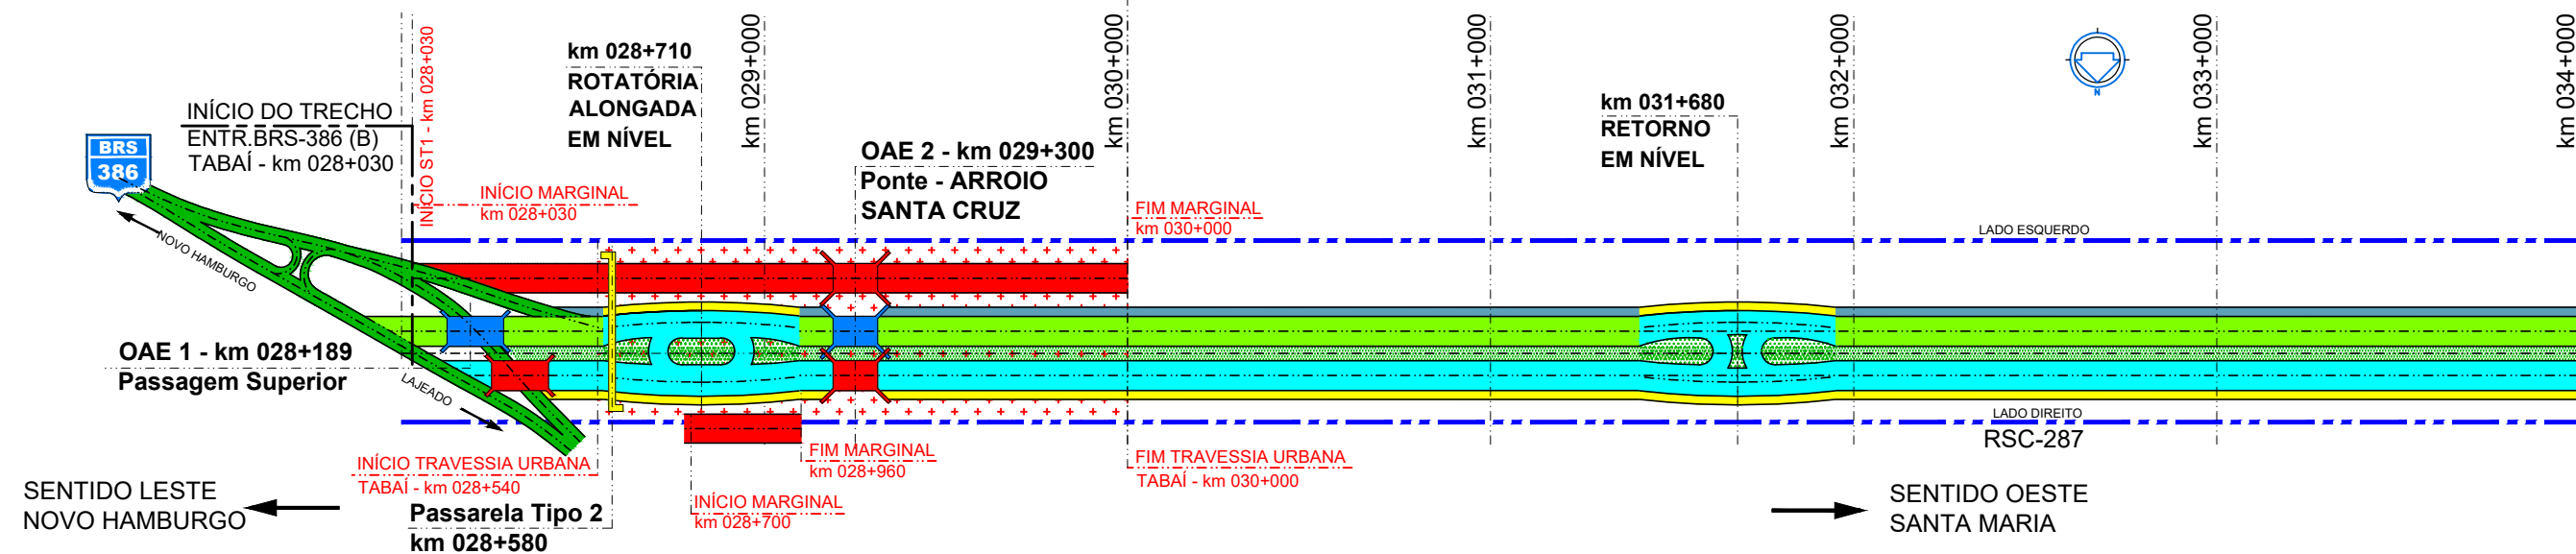 INÍCIO ST1 - km 028+030
km 028+710
ROTATÓRIA
ALONGADA
EM NÍVEL
km 029+000
km 030+000
km 031+000
km 032+000
km 033+000
km 034+000
N
INÍCIO DO TRECHO
ENTR.BRS-386 (B)
TABAÍ - km 028+030
BRS
386
INÍCIO MARGINAL
km 028+030
OAE 2 - km 029+300
Ponte - ARROIO
SANTA CRUZ
FIM MARGINAL
km 030+000
km 031+680
RETORNO
EM NÍVEL
LADO ESQUERDO
NOVO HAMBURGO
OAE 1 - km 028+189
Passagem Superior
LAJEADO
LADO DIREITO
RSC-287
INÍCIO TRAVESSIA URBANA
TABAÍ - km 028+540
FIM MARGINAL
km 028+960
FIM TRAVESSIA URBANA
TABAÍ - km 030+000
INÍCIO MARGINAL
km 028+700
Passarela Tipo 2
km 028+580
SENTIDO LESTE
NOVO HAMBURGO
SENTIDO OESTE
SANTA MARIA